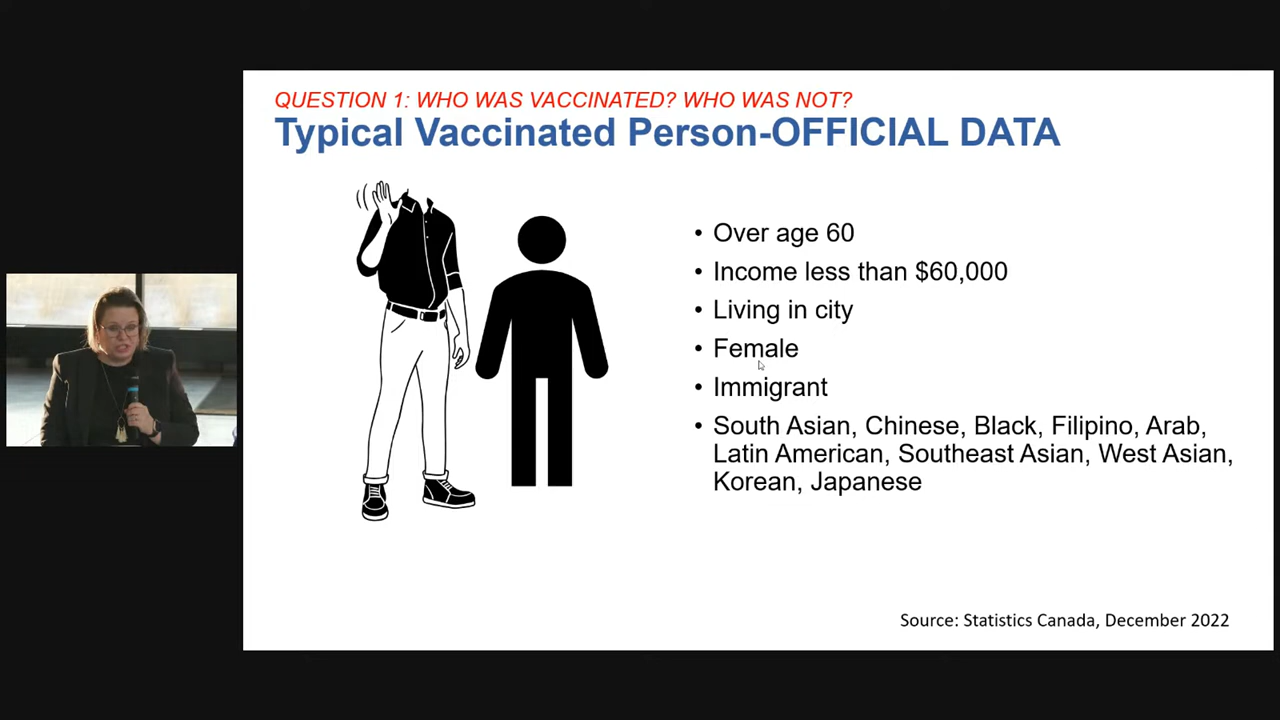 QUESTION 1: WHO WAS VACCINATED? WHO WAS NOT?
Typical Vaccinated Person-OFFICIAL DATA
• Over age 60
• Income less than $60,000
• Living in city
• Female
• Immigrant
• South Asian, Chinese, Black, Filipino, Arab,
Latin American, Southeast Asian, West Asian,
Korean, Japanese
Source: Statistics Canada, December 2022